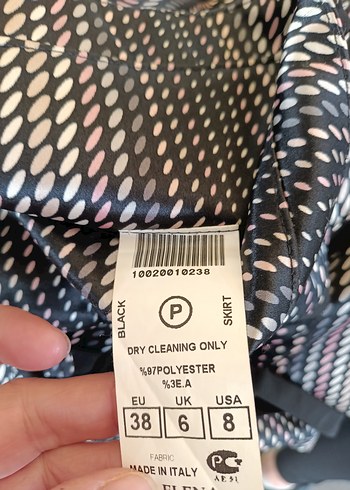 10020010238
BLACK
P
SKIRT
DRY CLEANING ONLY
%97POLYESTER
%3E.A
EU UK USA
38 6 8
FABRIC
MADE IN ITALY